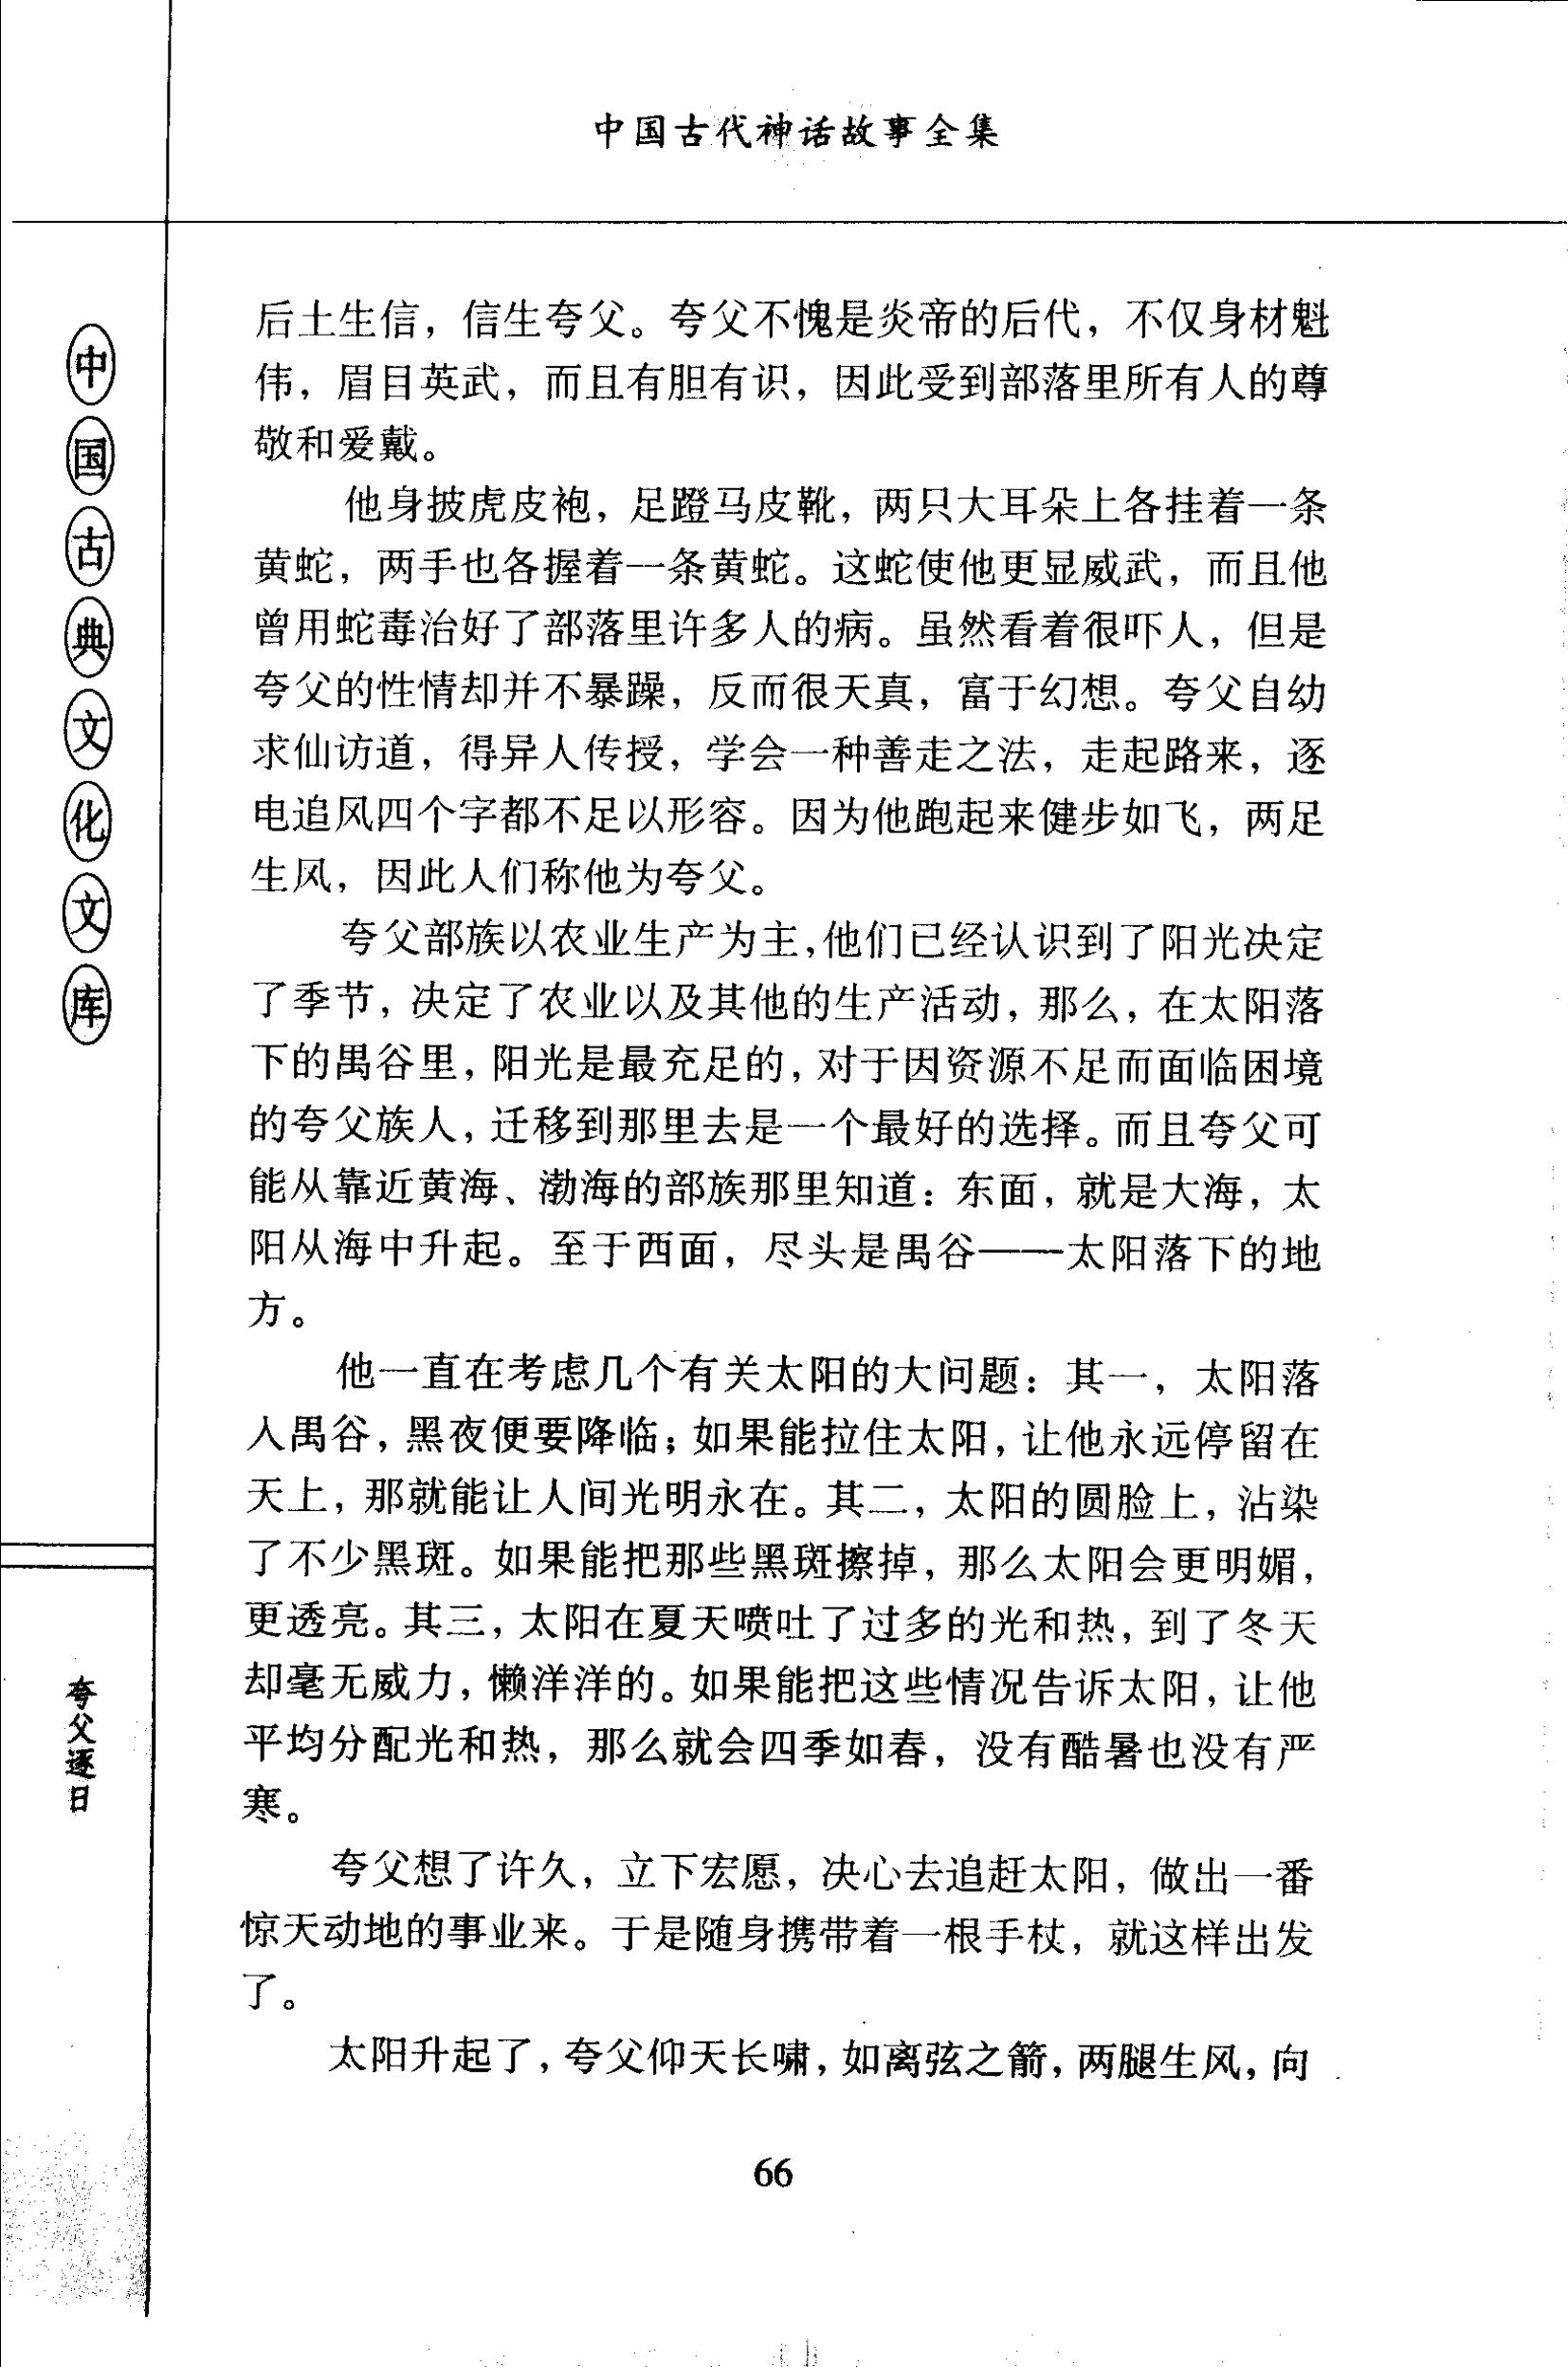 中国古代神话故事全集
中国古典文化文库
夸父逐日
后土生信，信生夸父。夸父不愧是炎帝的后代，不仅身材魁
伟，眉目英武，而且有胆有识，因此受到部落里所有人的尊
敬和爱戴。
他身披虎皮袍，足蹬马皮靴，两只大耳朵上各挂着一条
黄蛇，两手也各握着一条黄蛇。这蛇使他更显威武，而且他
曾用蛇毒治好了部落里许多人的病。虽然看着很吓人，但是
夸父的性情却并不暴躁，反而很天真，富于幻想。夸父自幼
求仙访道，得异人传授，学会一种善走之法，走起路来，逐
电追风四个字都不足以形容。因为他跑起来健步如飞，两足
生风，因此人们称他为夸父。
夸父部族以农业生产为主，他们已经认识到了阳光决定
了季节，决定了农业以及其他的生产活动，那么，在太阳落
下的禺谷里，阳光是最充足的，对于因资源不足而面临困境
的夸父族人，迁移到那里去是一个最好的选择。而且夸父可
能从靠近黄海、渤海的部族那里知道：东面，就是大海，太
阳从海中升起。至于西面，尽头是禺谷——太阳落下的地
方。
他一直在考虑几个有关太阳的大问题：其一，太阳落
入禺谷，黑夜便要降临；如果能拉住太阳，让他永远停留在
天上，那就能让人间光明永在。其二，太阳的圆脸上，沾染
了不少黑斑。如果能把那些黑斑擦掉，那么太阳会更明媚，
更透亮。其三，太阳在夏天喷吐了过多的光和热，到了冬天
却毫无威力，懒洋洋的。如果能把这些情况告诉太阳，让他
平均分配光和热，那么就会四季如春，没有酷暑也没有严
寒。
夸父想了许久，立下宏愿，决心去追赶太阳，做出一番
惊天动地的事业来。于是随身携带着一根手杖，就这样出发
了。
太阳升起了，夸父仰天长啸，如离弦之箭，两腿生风，向
66